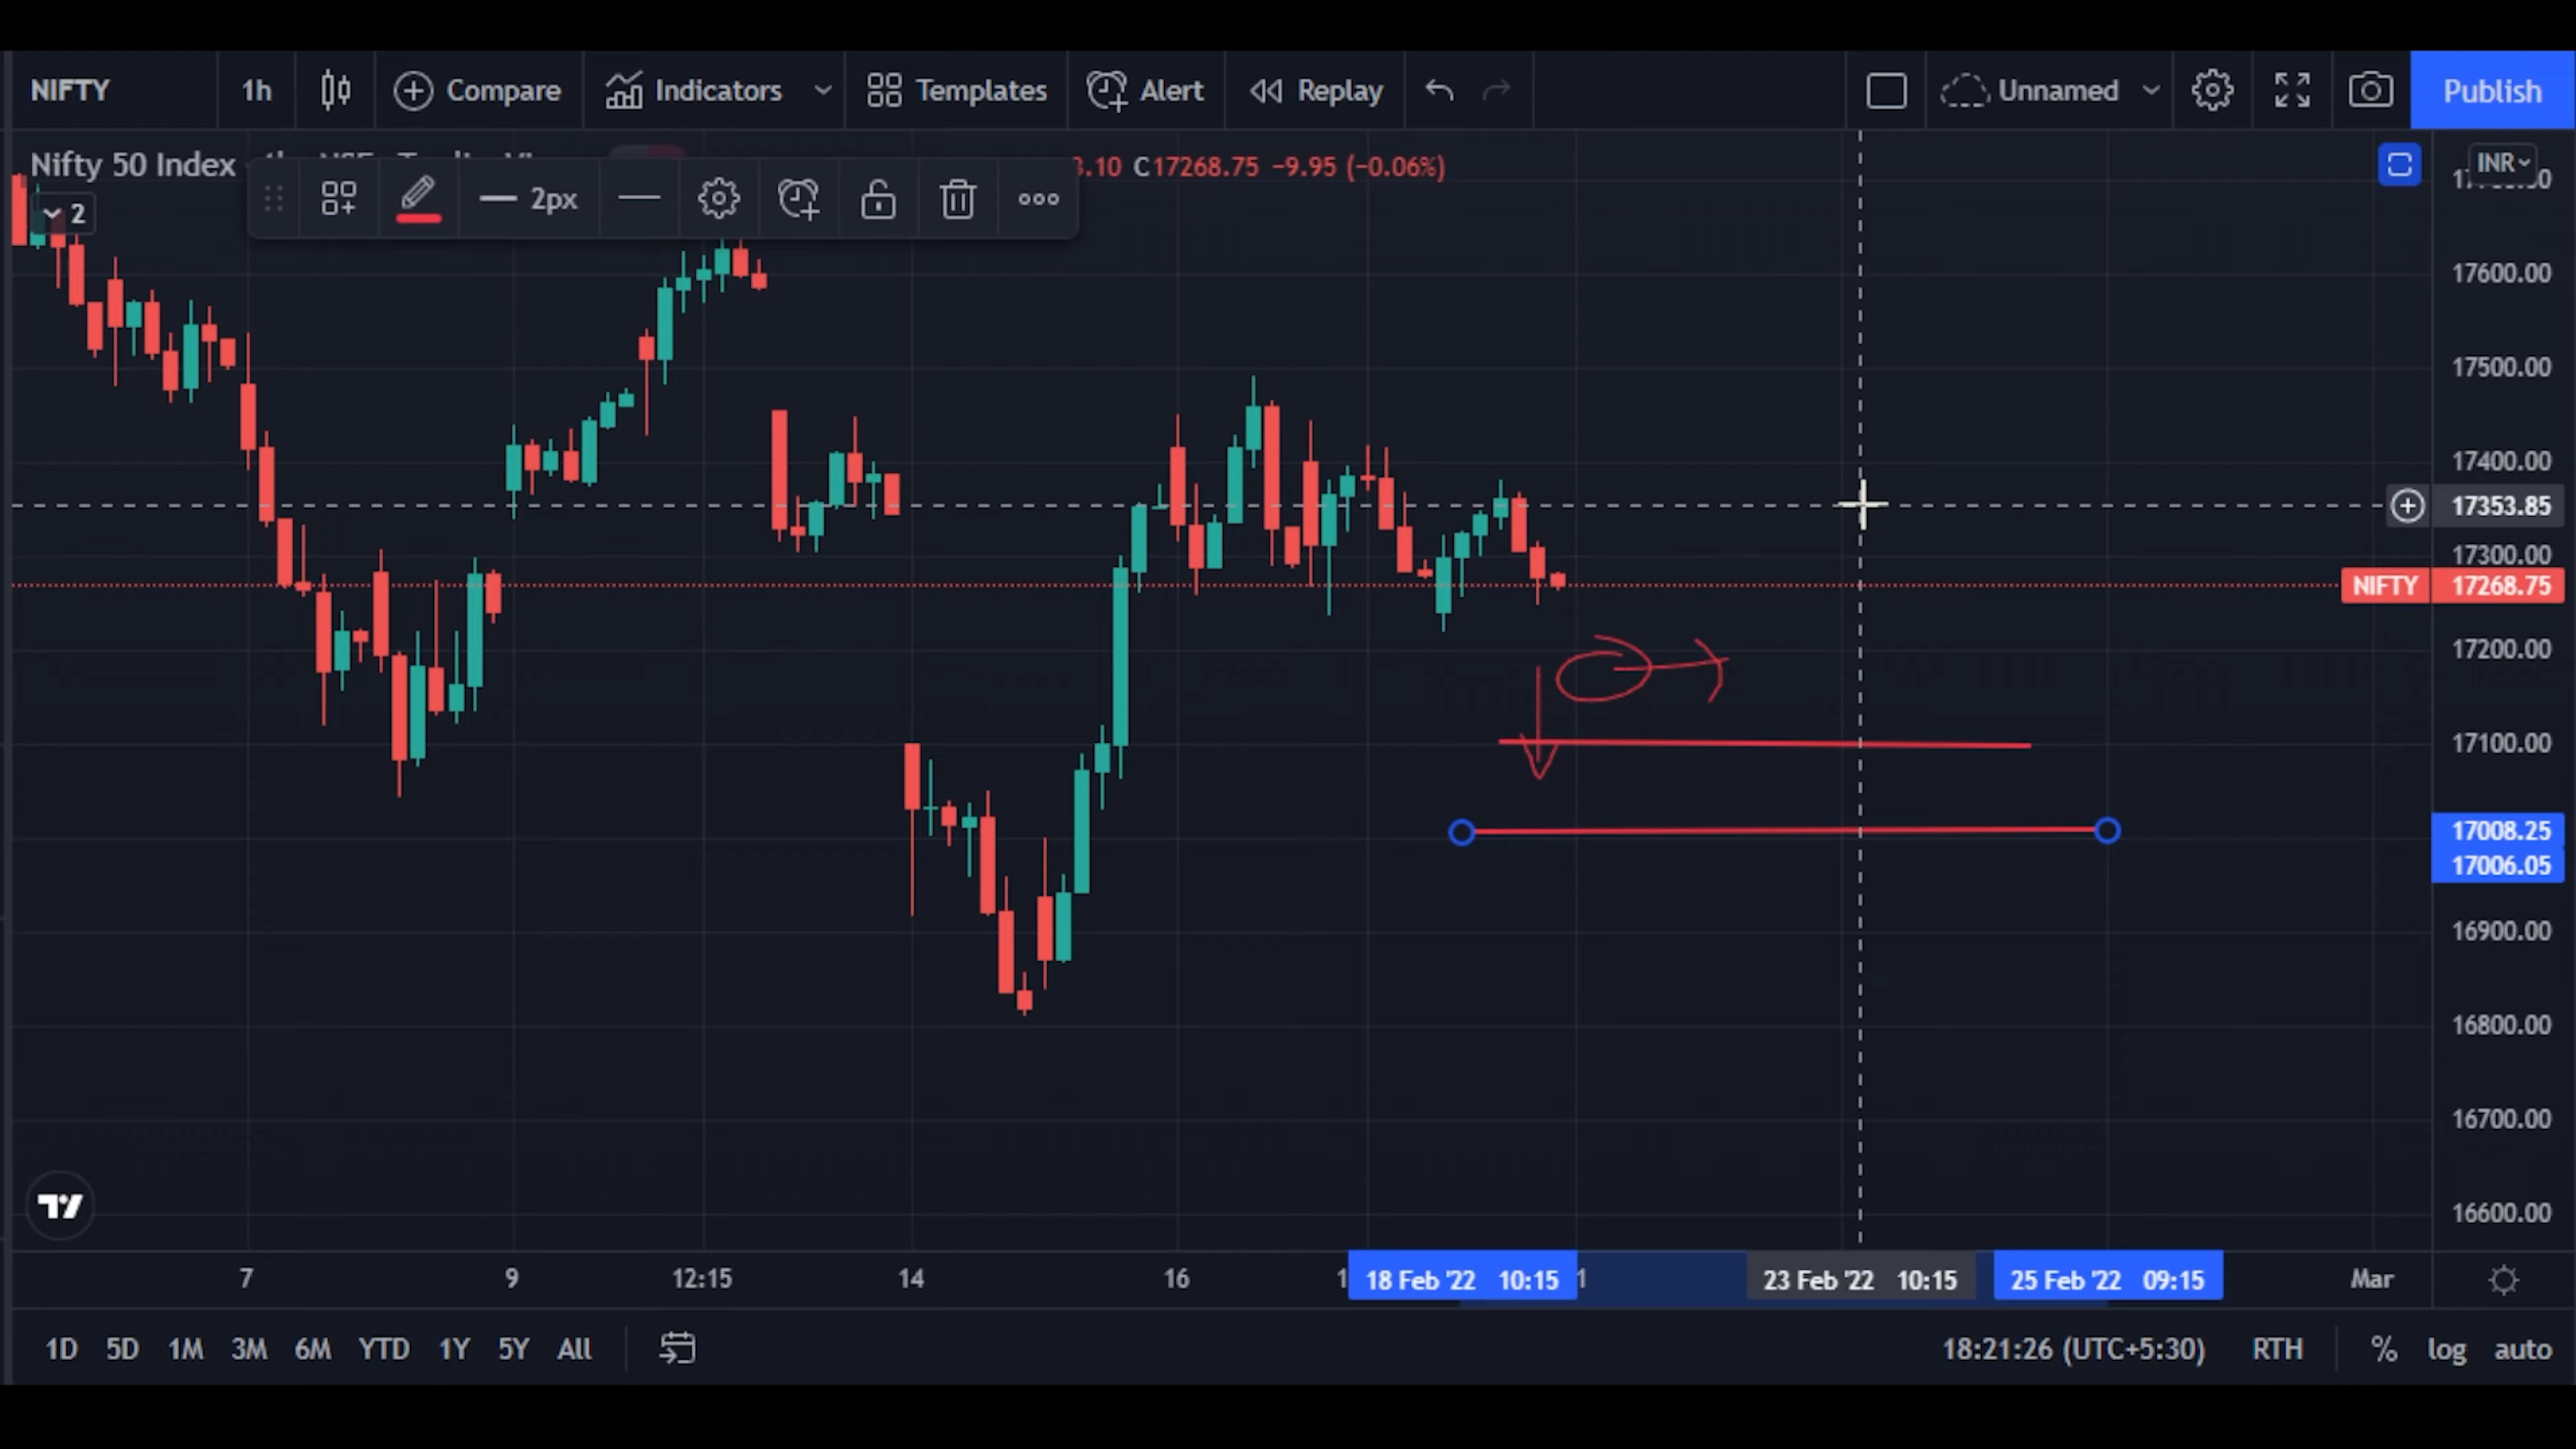 NIFTY 1h Compare Indicators Templates Alert Replay Unnamed Publish
Nifty 50 Index 3.10 C17268.75 −9.95 (−0.06%) INR
2 2px
17600.00
17500.00
17400.00
17353.85
17300.00
NIFTY 17268.75
17200.00
17100.00
17008.25
17006.05
16900.00
16800.00
16700.00
16600.00
7 9 12:15 14 16 1 18 Feb '22 10:15 1 23 Feb '22 10:15 25 Feb '22 09:15 Mar
1D 5D 1M 3M 6M YTD 1Y 5Y All 18:21:26 (UTC+5:30) RTH % log auto